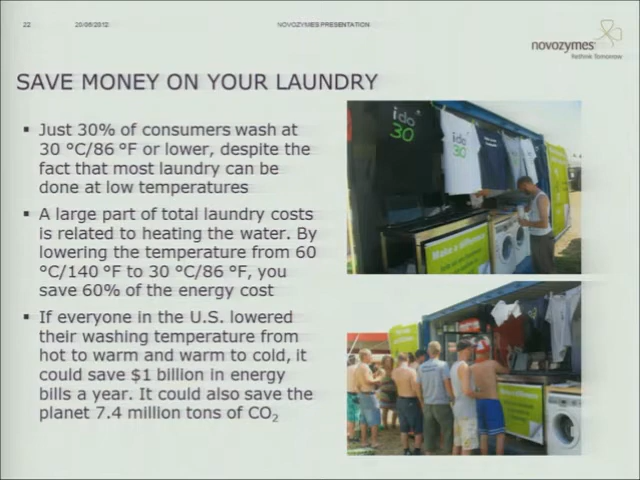 22
20/06/2012
NOVOZYMES PRESENTATION
novozymes
Rethink Tomorrow
SAVE MONEY ON YOUR LAUNDRY
▪ Just 30% of consumers wash at
30 °C/86 °F or lower, despite the
fact that most laundry can be
done at low temperatures
▪ A large part of total laundry costs
is related to heating the water. By
lowering the temperature from 60
°C/140 °F to 30 °C/86 °F, you
save 60% of the energy cost
▪ If everyone in the U.S. lowered
their washing temperature from
hot to warm and warm to cold, it
could save $1 billion in energy
bills a year. It could also save the
planet 7.4 million tons of CO₂
i do
30
i do
30
Make a difference